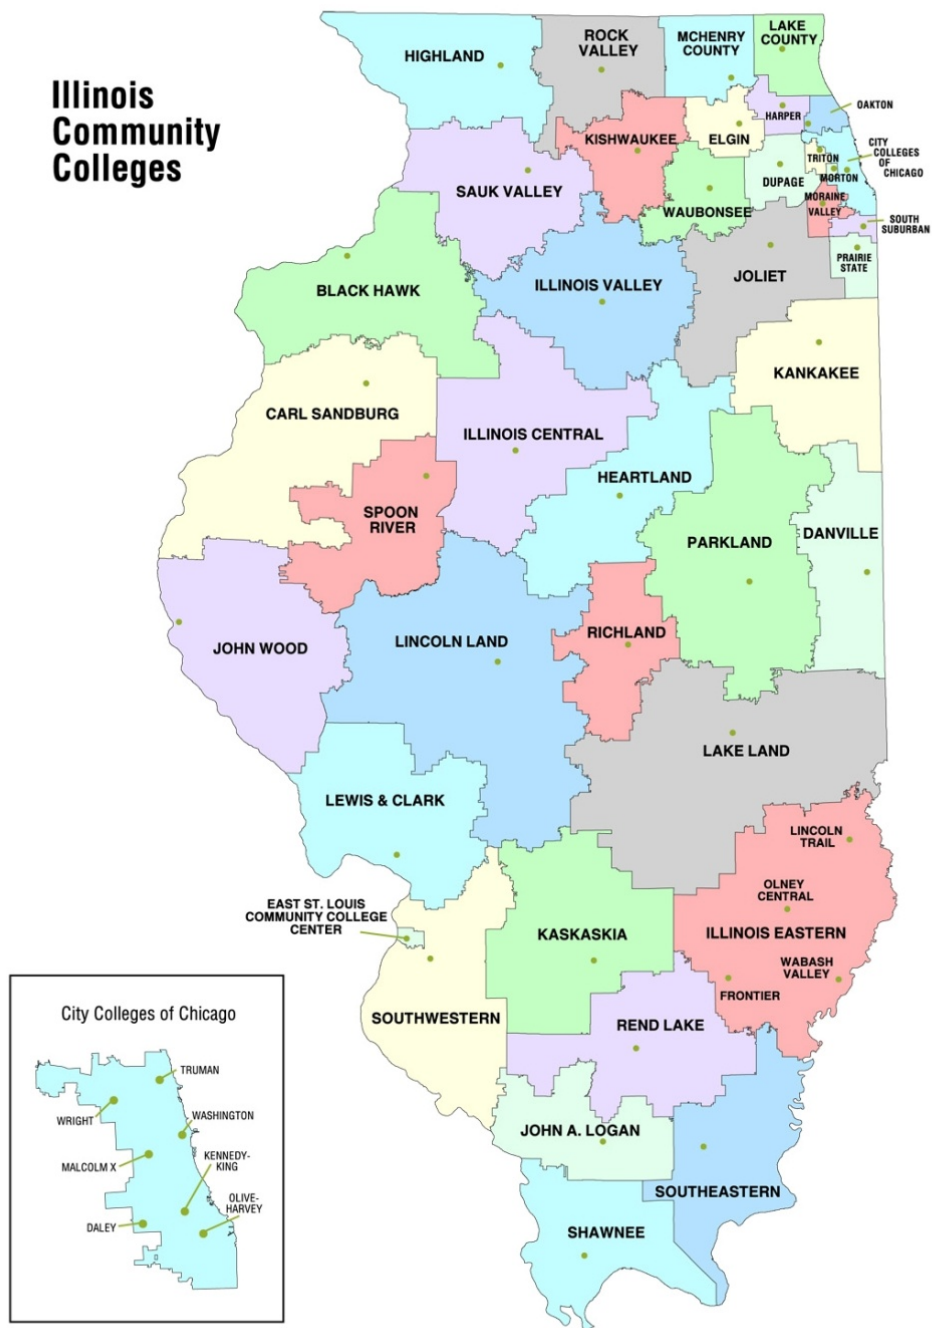 Illinois
Community
Colleges
HIGHLAND
ROCK
VALLEY
MCHENRY
COUNTY
LAKE
COUNTY
HARPER
OAKTON
KISHWAUKEE
ELGIN
CITY
COLLEGES
OF
CHICAGO
TRITON
MORTON
DUPAGE
SAUK VALLEY
WAUBONSEE
MORAINE
VALLEY
SOUTH
SUBURBAN
PRAIRIE
STATE
BLACK HAWK
ILLINOIS VALLEY
JOLIET
KANKAKEE
CARL SANDBURG
ILLINOIS CENTRAL
HEARTLAND
SPOON
RIVER
PARKLAND
DANVILLE
JOHN WOOD
LINCOLN LAND
RICHLAND
LAKE LAND
LEWIS & CLARK
LINCOLN
TRAIL
OLNEY
CENTRAL
EAST ST. LOUIS
COMMUNITY COLLEGE
CENTER
KASKASKIA
ILLINOIS EASTERN
WABASH
VALLEY
FRONTIER
SOUTHWESTERN
REND LAKE
JOHN A. LOGAN
SOUTHEASTERN
SHAWNEE
City Colleges of Chicago
TRUMAN
WRIGHT
WASHINGTON
MALCOLM X
KENNEDY-
KING
OLIVE-
HARVEY
DALEY